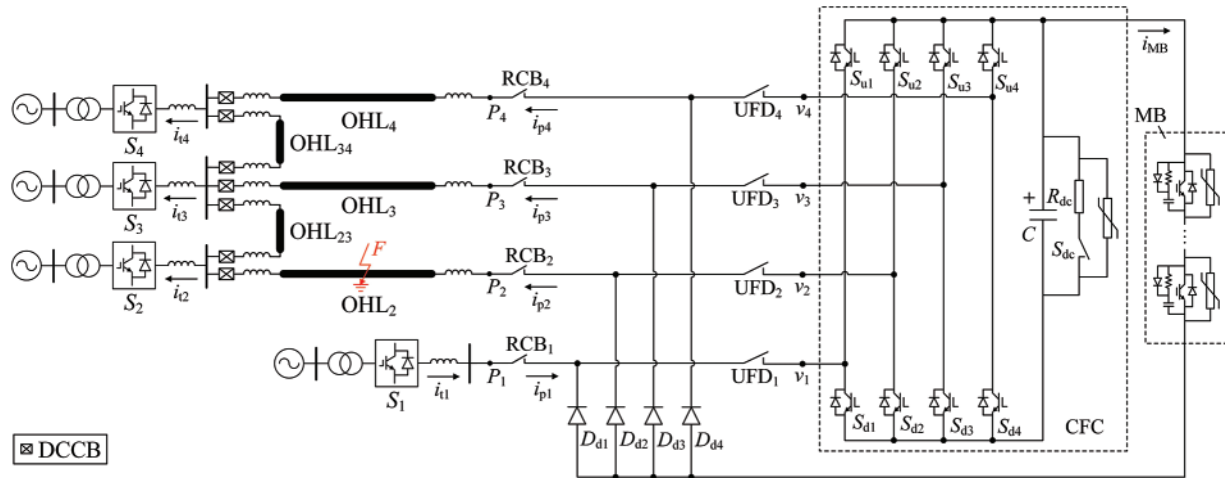 RCB₄
S_u1
S_u2
S_u3
S_u4
i_MB
S₄
i_t4
OHL₄
P₄
i_p4
UFD₄
v₄
MB
OHL₃₄
RCB₃
S₃
i_t3
OHL₃
P₃
i_p3
UFD₃
v₃
+
C
R_dc
S_dc
OHL₂₃
F
RCB₂
S₂
i_t2
OHL₂
P₂
i_p2
UFD₂
v₂
RCB₁
S₁
i_t1
P₁
i_p1
UFD₁
v₁
D_d1
D_d2
D_d3
D_d4
S_d1
S_d2
S_d3
S_d4
CFC
DCCB